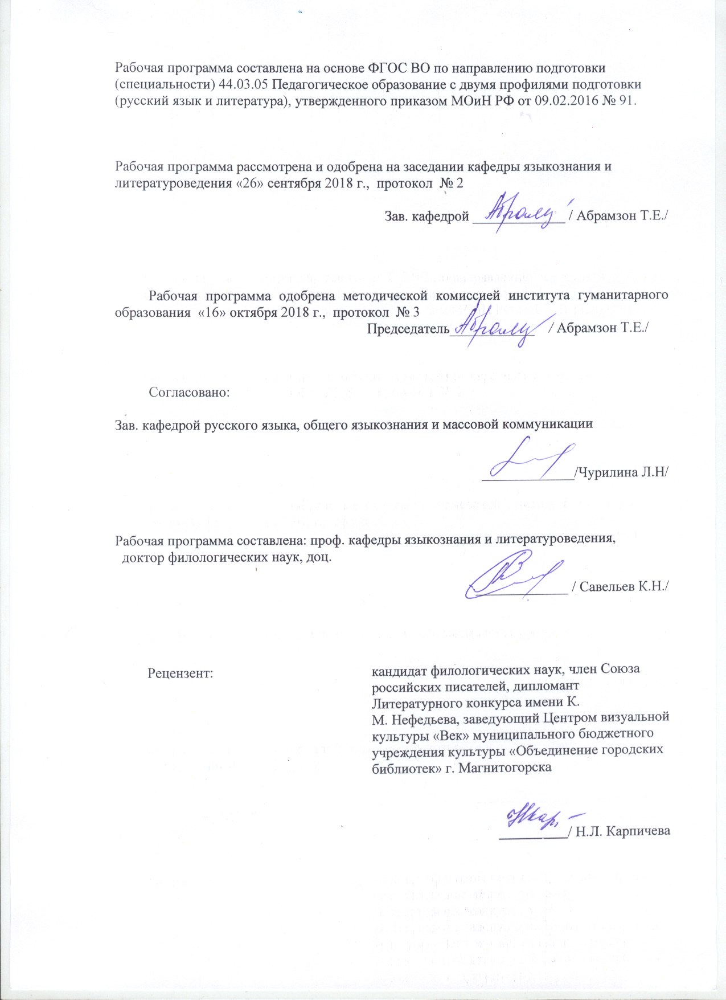 Рабочая программа составлена на основе ФГОС ВО по направлению подготовки
(специальности) 44.03.05 Педагогическое образование с двумя профилями подготовки
(русский язык и литература), утвержденного приказом МОиН РФ от 09.02.2016 № 91.
Рабочая программа рассмотрена и одобрена на заседании кафедры языкознания и
литературоведения «26» сентября 2018 г., протокол № 2
Зав. кафедрой _____________ / Абрамзон Т.Е./
Рабочая программа одобрена методической комиссией института гуманитарного
образования «16» октября 2018 г., протокол № 3
Председатель____________ / Абрамзон Т.Е./
Согласовано:
Зав. кафедрой русского языка, общего языкознания и массовой коммуникации
_____________/Чурилина Л.Н/
Рабочая программа составлена: проф. кафедры языкознания и литературоведения,
доктор филологических наук, доц.
_____________ / Савельев К.Н./
Рецензент:
кандидат филологических наук, член Союза
российских писателей, дипломант
Литературного конкурса имени К.
М. Нефедьева, заведующий Центром визуальной
культуры «Век» муниципального бюджетного
учреждения культуры «Объединение городских
библиотек» г. Магнитогорска
__________/ Н.Л. Карпичева